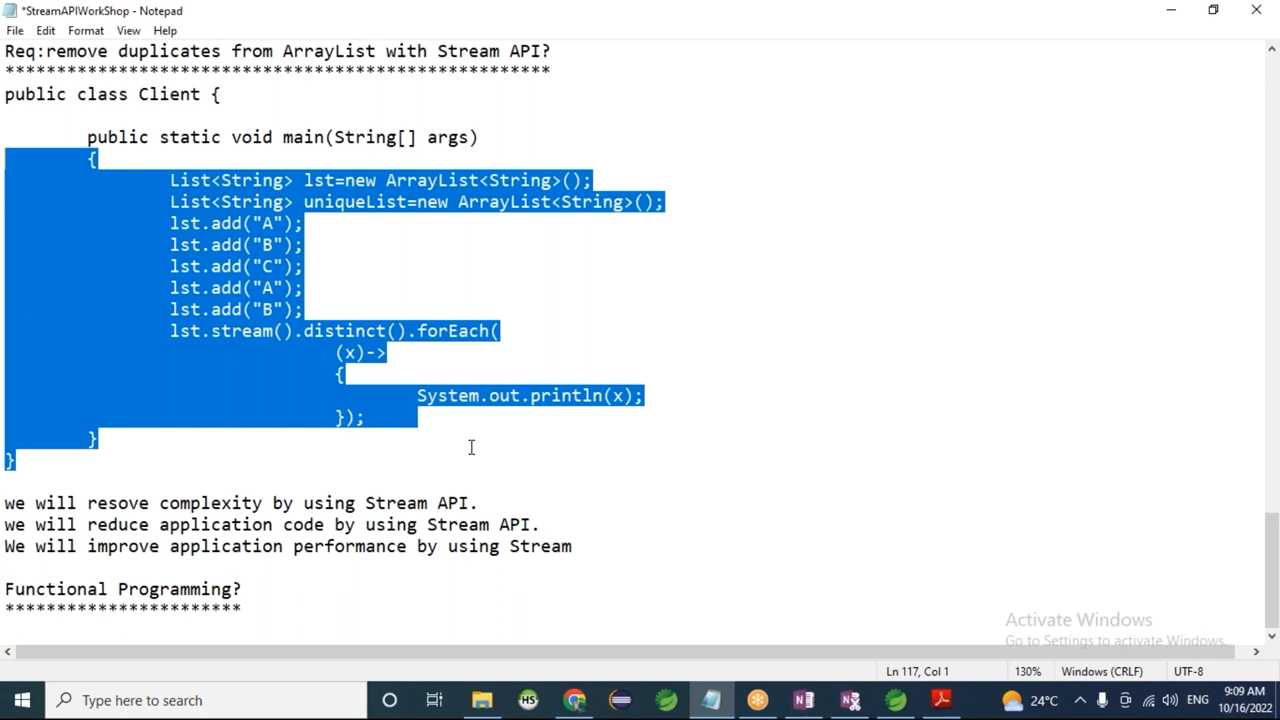 *StreamAPIWorkShop - Notepad
File Edit Format View Help
Req:remove duplicates from ArrayList with Stream API?
*****************************************************
public class Client {
public static void main(String[] args)
{
List<String> lst=new ArrayList<String>();
List<String> uniqueList=new ArrayList<String>();
lst.add("A");
lst.add("B");
lst.add("C");
lst.add("A");
lst.add("B");
lst.stream().distinct().forEach(
(x)->
{
System.out.println(x);
});
}
}
we will resove complexity by using Stream API.
we will reduce application code by using Stream API.
We will improve application performance by using Stream
Functional Programming?
***********************
Activate Windows
Go to Settings to activate Windows.
Ln 117, Col 1 130% Windows (CRLF) UTF-8
Type here to search
HS
24°C
ENG
9:09 AM
10/16/2022